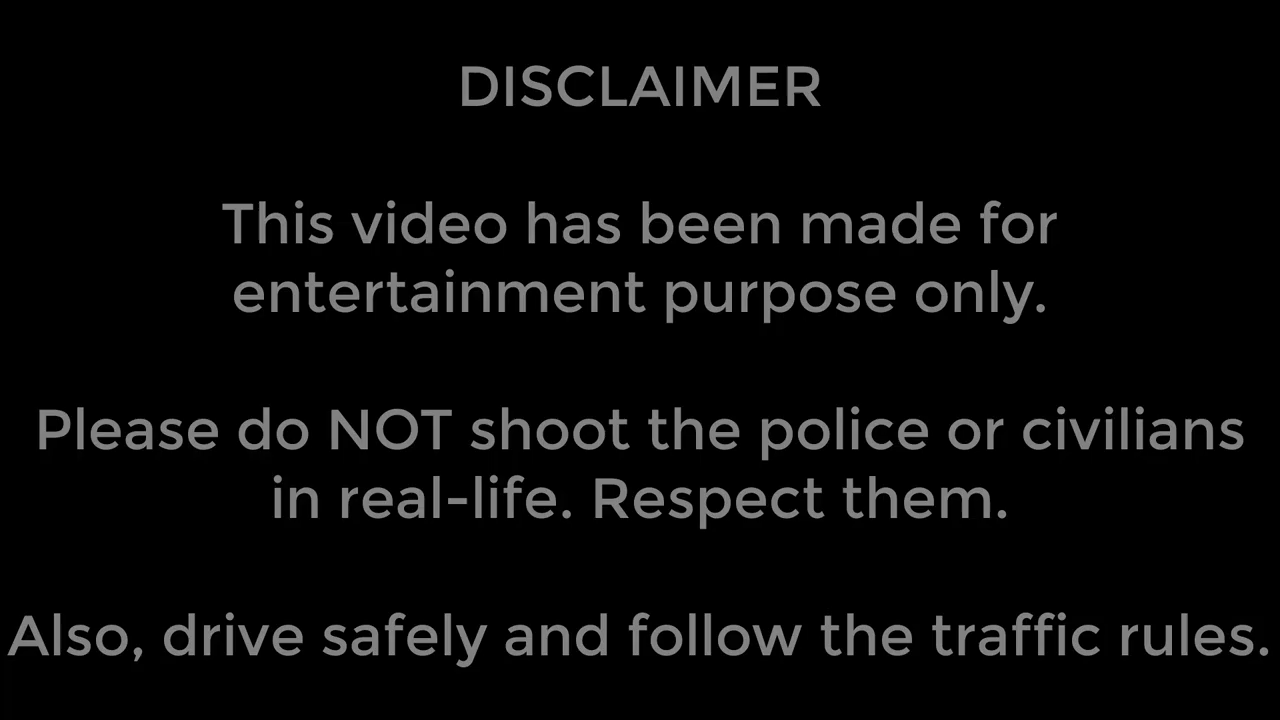 DISCLAIMER
This video has been made for
entertainment purpose only.
Please do NOT shoot the police or civilians
in real-life. Respect them.
Also, drive safely and follow the traffic rules.